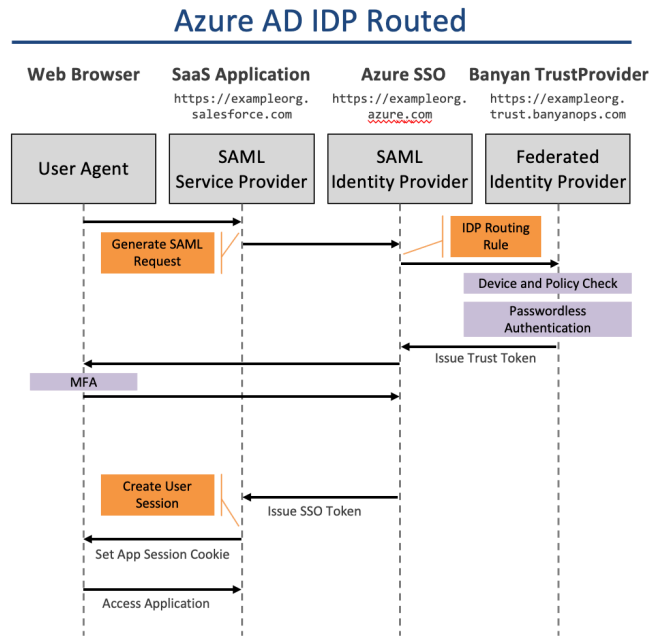 Azure AD IDP Routed
Web Browser
SaaS Application
Azure SSO
Banyan TrustProvider
https://exampleorg.
salesforce.com
https://exampleorg.
azure.com
https://exampleorg.
trust.banyanops.com
User Agent
SAML
Service Provider
SAML
Identity Provider
Federated
Identity Provider
Generate SAML
Request
IDP Routing
Rule
Device and Policy Check
Passwordless
Authentication
Issue Trust Token
MFA
Create User
Session
Issue SSO Token
Set App Session Cookie
Access Application